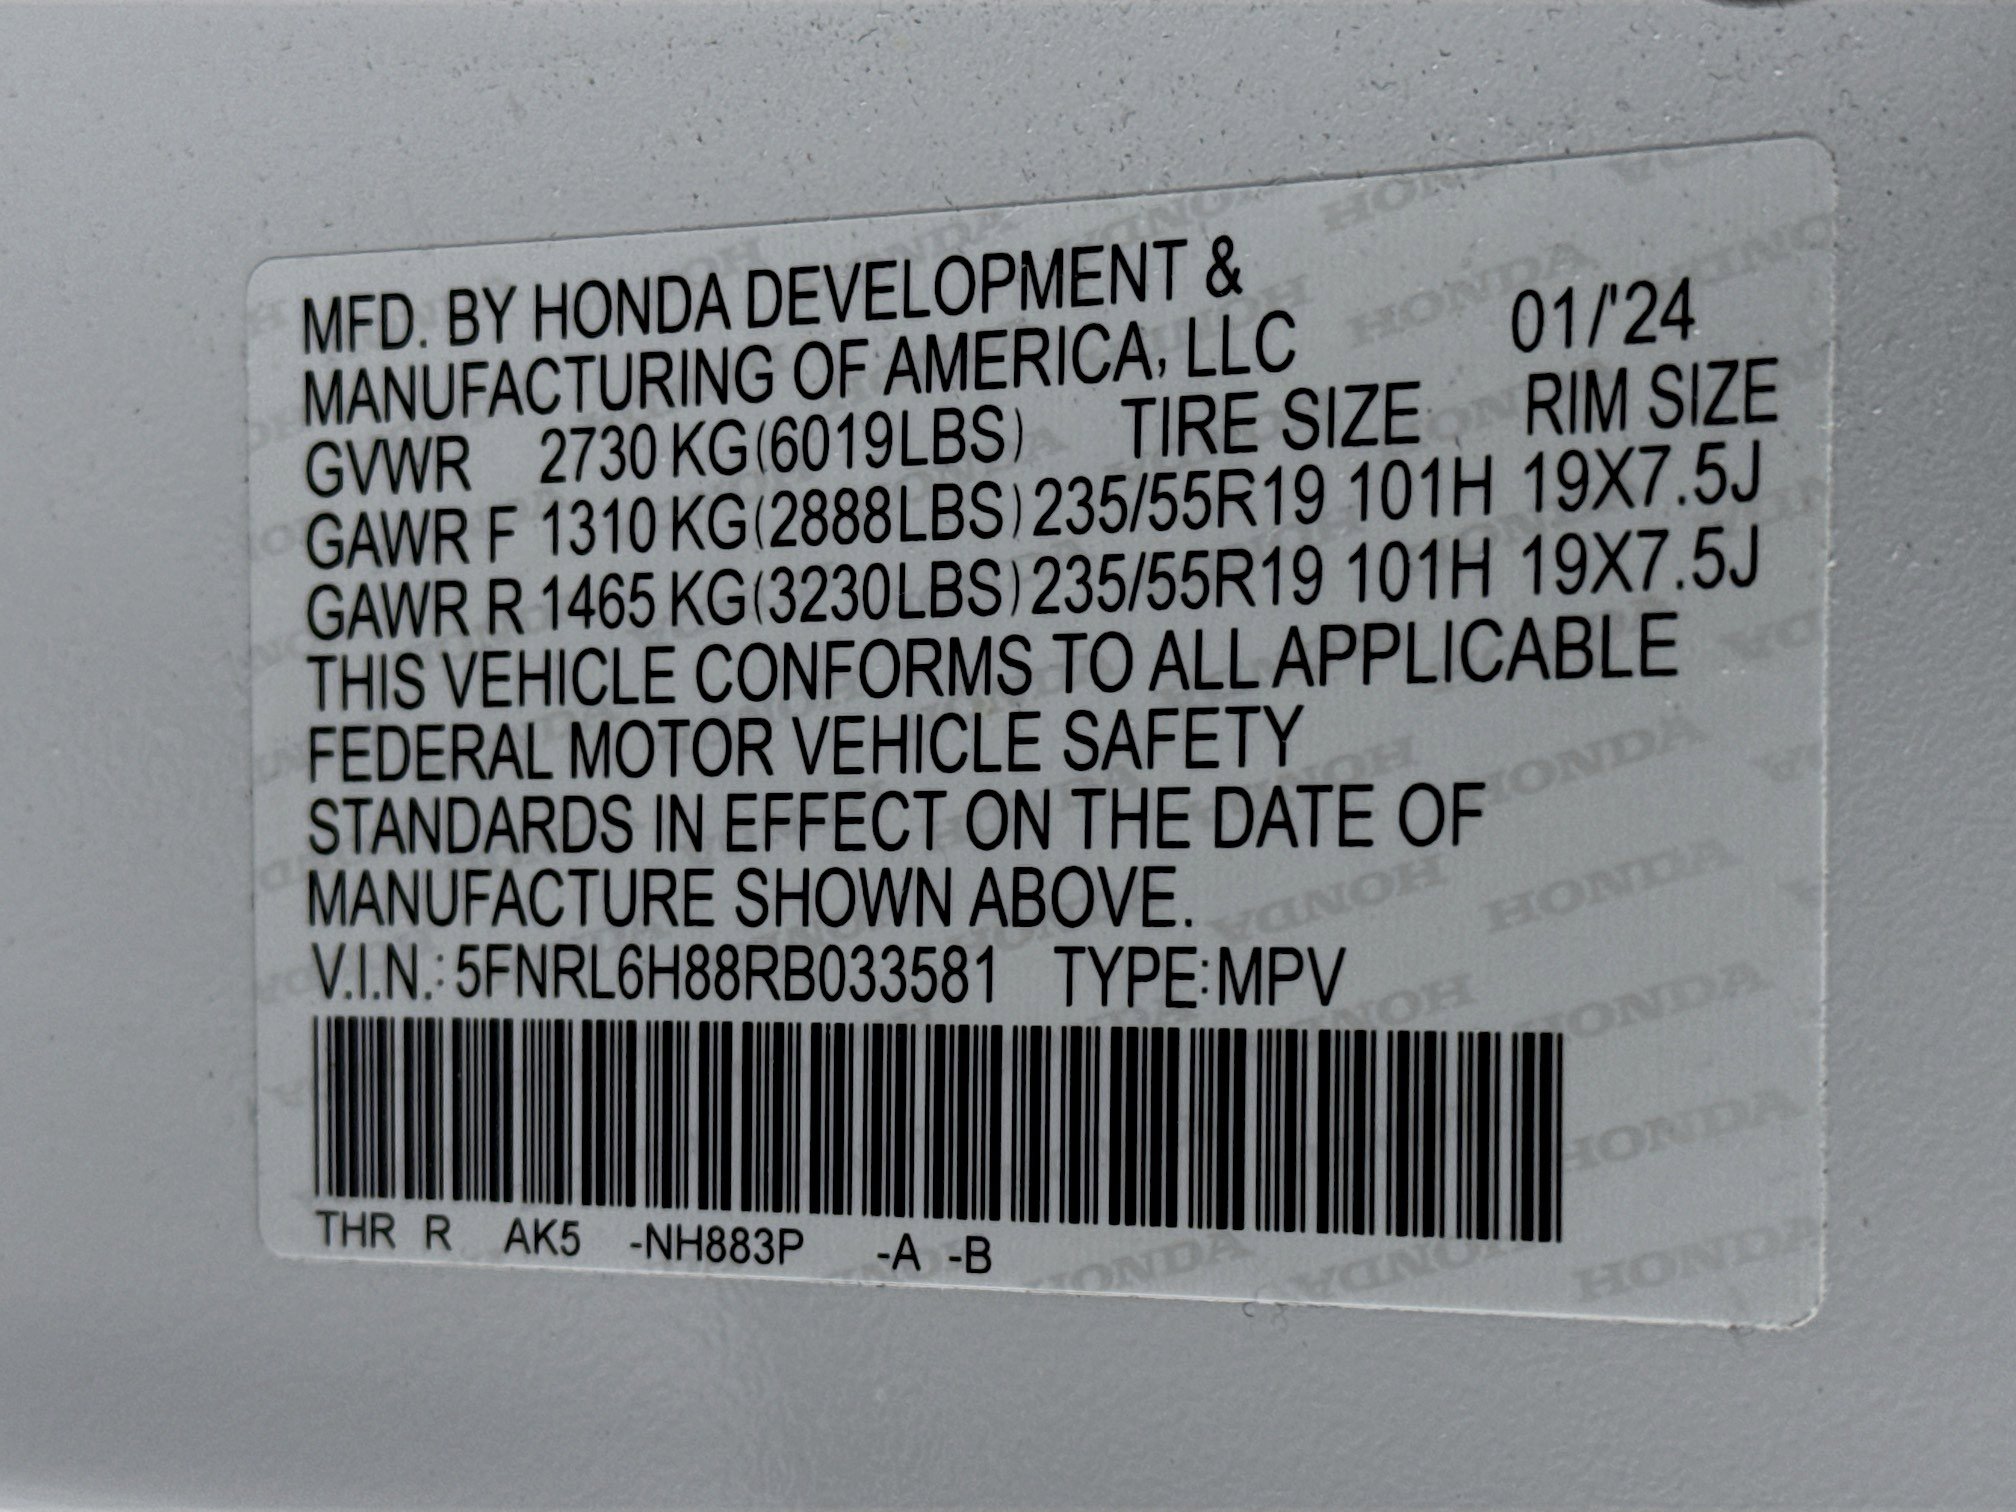 MFD. BY HONDA DEVELOPMENT &
MANUFACTURING OF AMERICA, LLC 01/'24
GVWR 2730 KG(6019LBS) TIRE SIZE RIM SIZE
GAWR F 1310 KG(2888LBS) 235/55R19 101H 19X7.5J
GAWR R 1465 KG(3230LBS) 235/55R19 101H 19X7.5J
THIS VEHICLE CONFORMS TO ALL APPLICABLE
FEDERAL MOTOR VEHICLE SAFETY
STANDARDS IN EFFECT ON THE DATE OF
MANUFACTURE SHOWN ABOVE.
V.I.N.: 5FNRL6H88RB033581 TYPE:MPV
THR R AK5 -NH883P -A -B